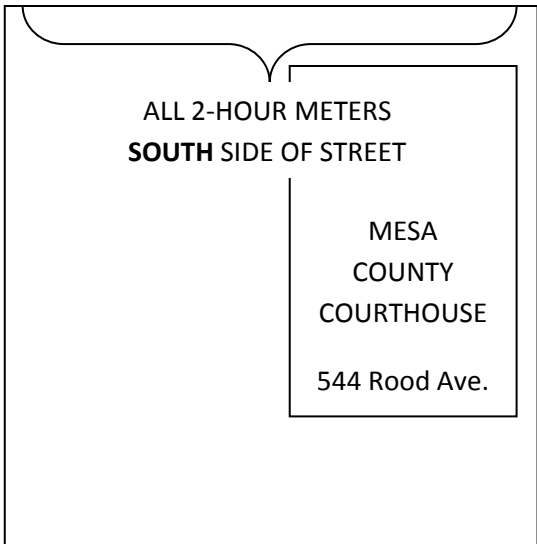 ALL 2-HOUR METERS
SOUTH SIDE OF STREET
MESA
COUNTY
COURTHOUSE
544 Rood Ave.